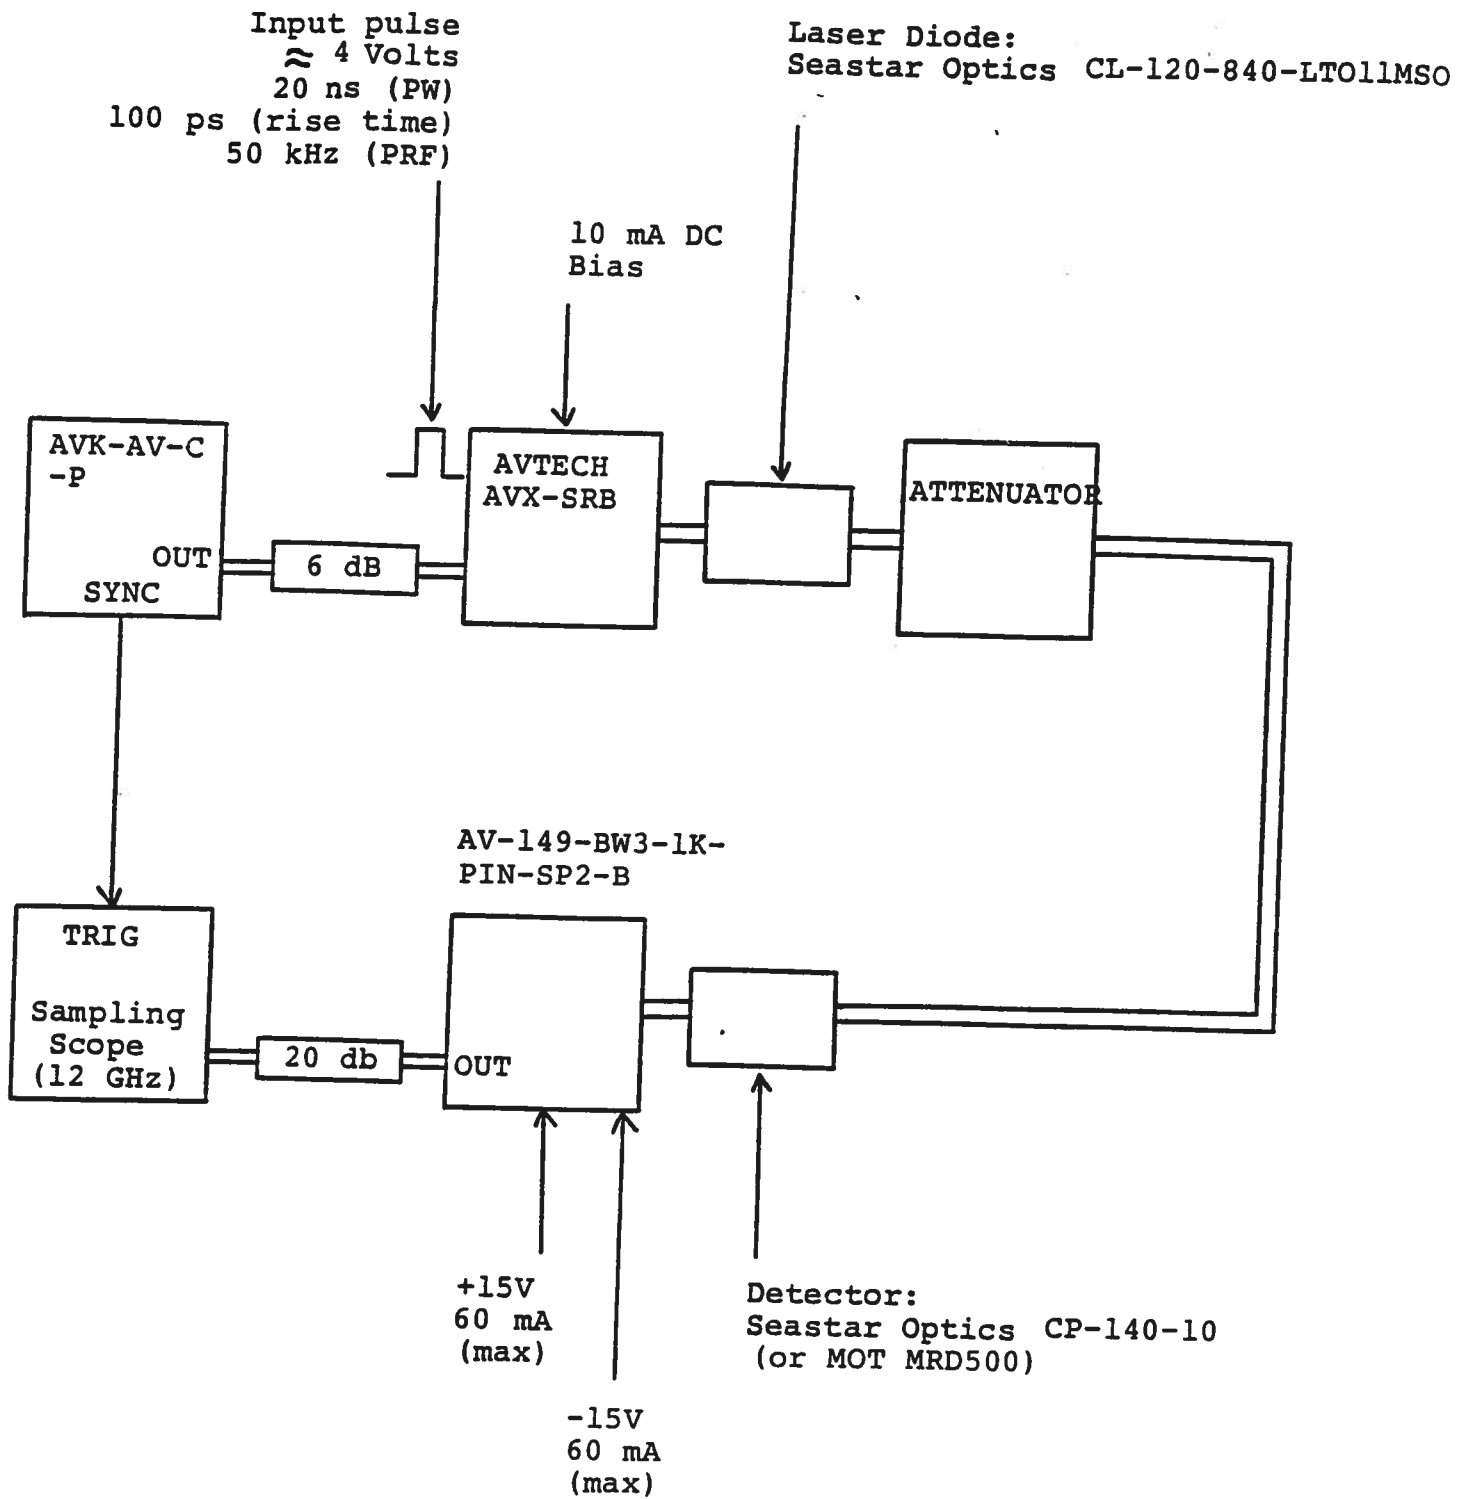 Input pulse
≈ 4 Volts
20 ns (PW)
100 ps (rise time)
50 kHz (PRF)
Laser Diode:
Seastar Optics CL-120-840-LTO11MSO
10 mA DC
Bias
AVK-AV-C
-P
OUT
SYNC
6 dB
AVTECH
AVX-SRB
ATTENUATOR
AV-149-BW3-1K-
PIN-SP2-B
TRIG
Sampling
Scope
(12 GHz)
20 db
OUT
+15V
60 mA
(max)
-15V
60 mA
(max)
Detector:
Seastar Optics CP-140-10
(or MOT MRD500)